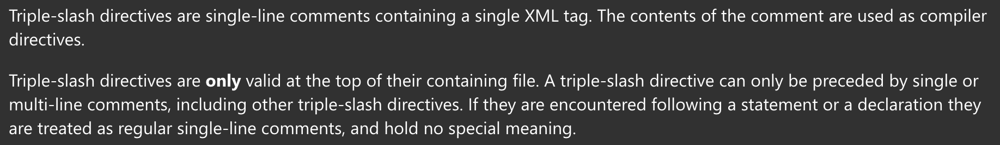 Triple-slash directives are single-line comments containing a single XML tag. The contents of the comment are used as compiler
directives.
Triple-slash directives are only valid at the top of their containing file. A triple-slash directive can only be preceded by single or
multi-line comments, including other triple-slash directives. If they are encountered following a statement or a declaration they
are treated as regular single-line comments, and hold no special meaning.